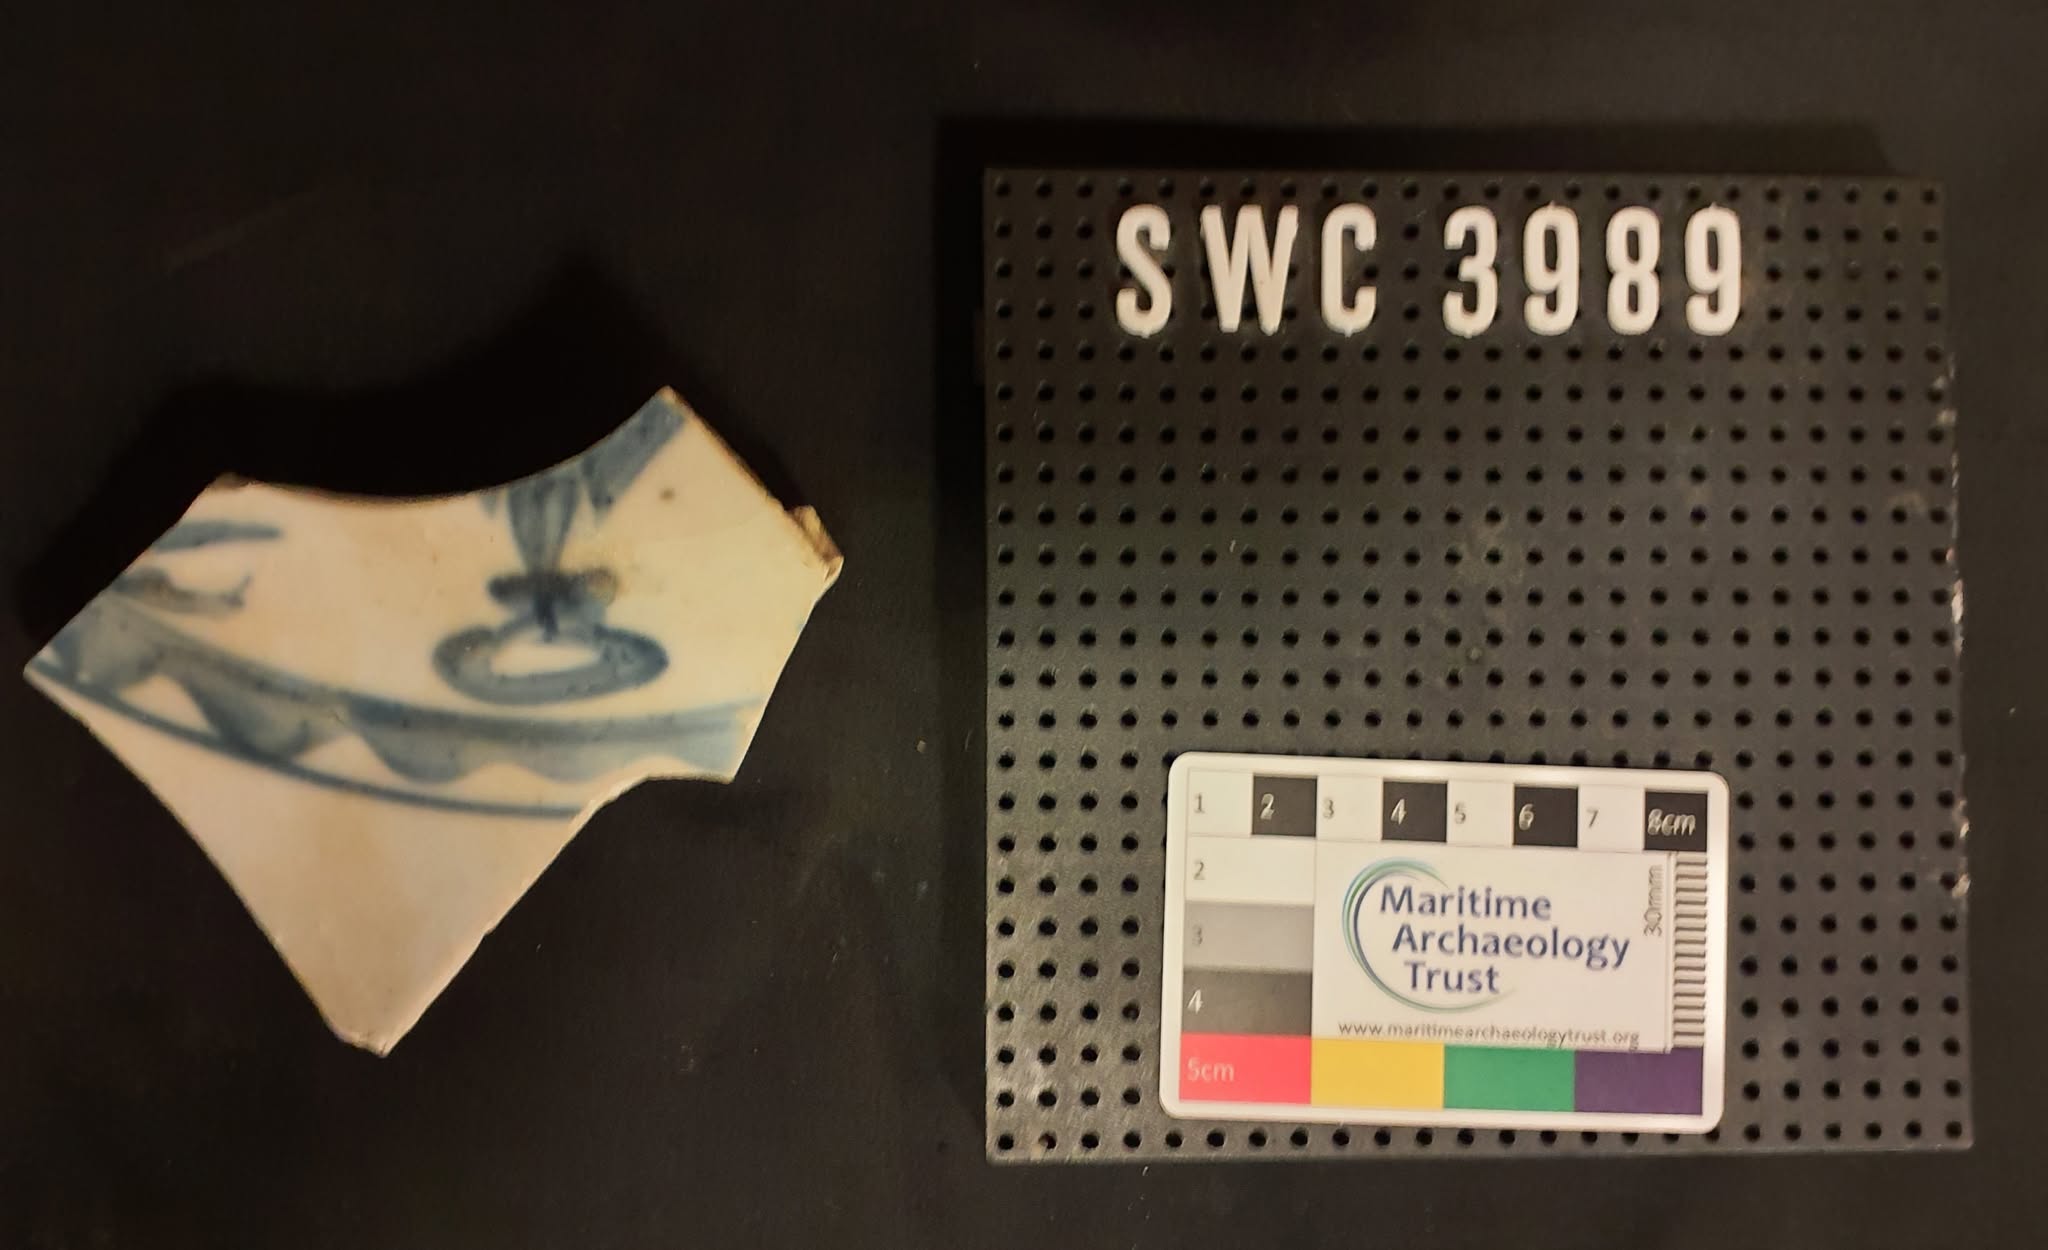 SWC 3989
1 2 3 4 5 6 7 8cm
2
3
4
5cm
30mm
Maritime
Archaeology
Trust
www.maritimearchaeologytrust.org